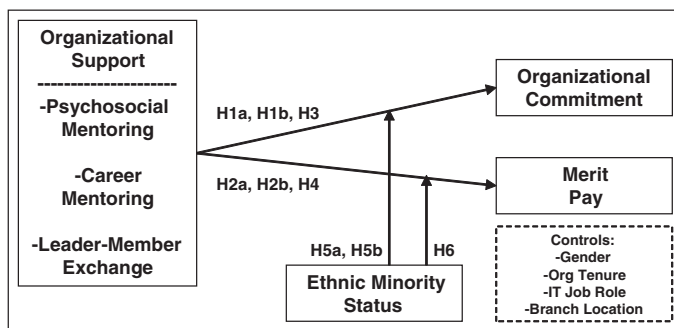 Organizational
Support
----------------------
-Psychosocial
Mentoring
-Career
Mentoring
-Leader-Member
Exchange
H1a, H1b, H3
H2a, H2b, H4
Organizational
Commitment
Merit
Pay
H5a, H5b
H6
Ethnic Minority
Status
Controls:
-Gender
-Org Tenure
-IT Job Role
-Branch Location